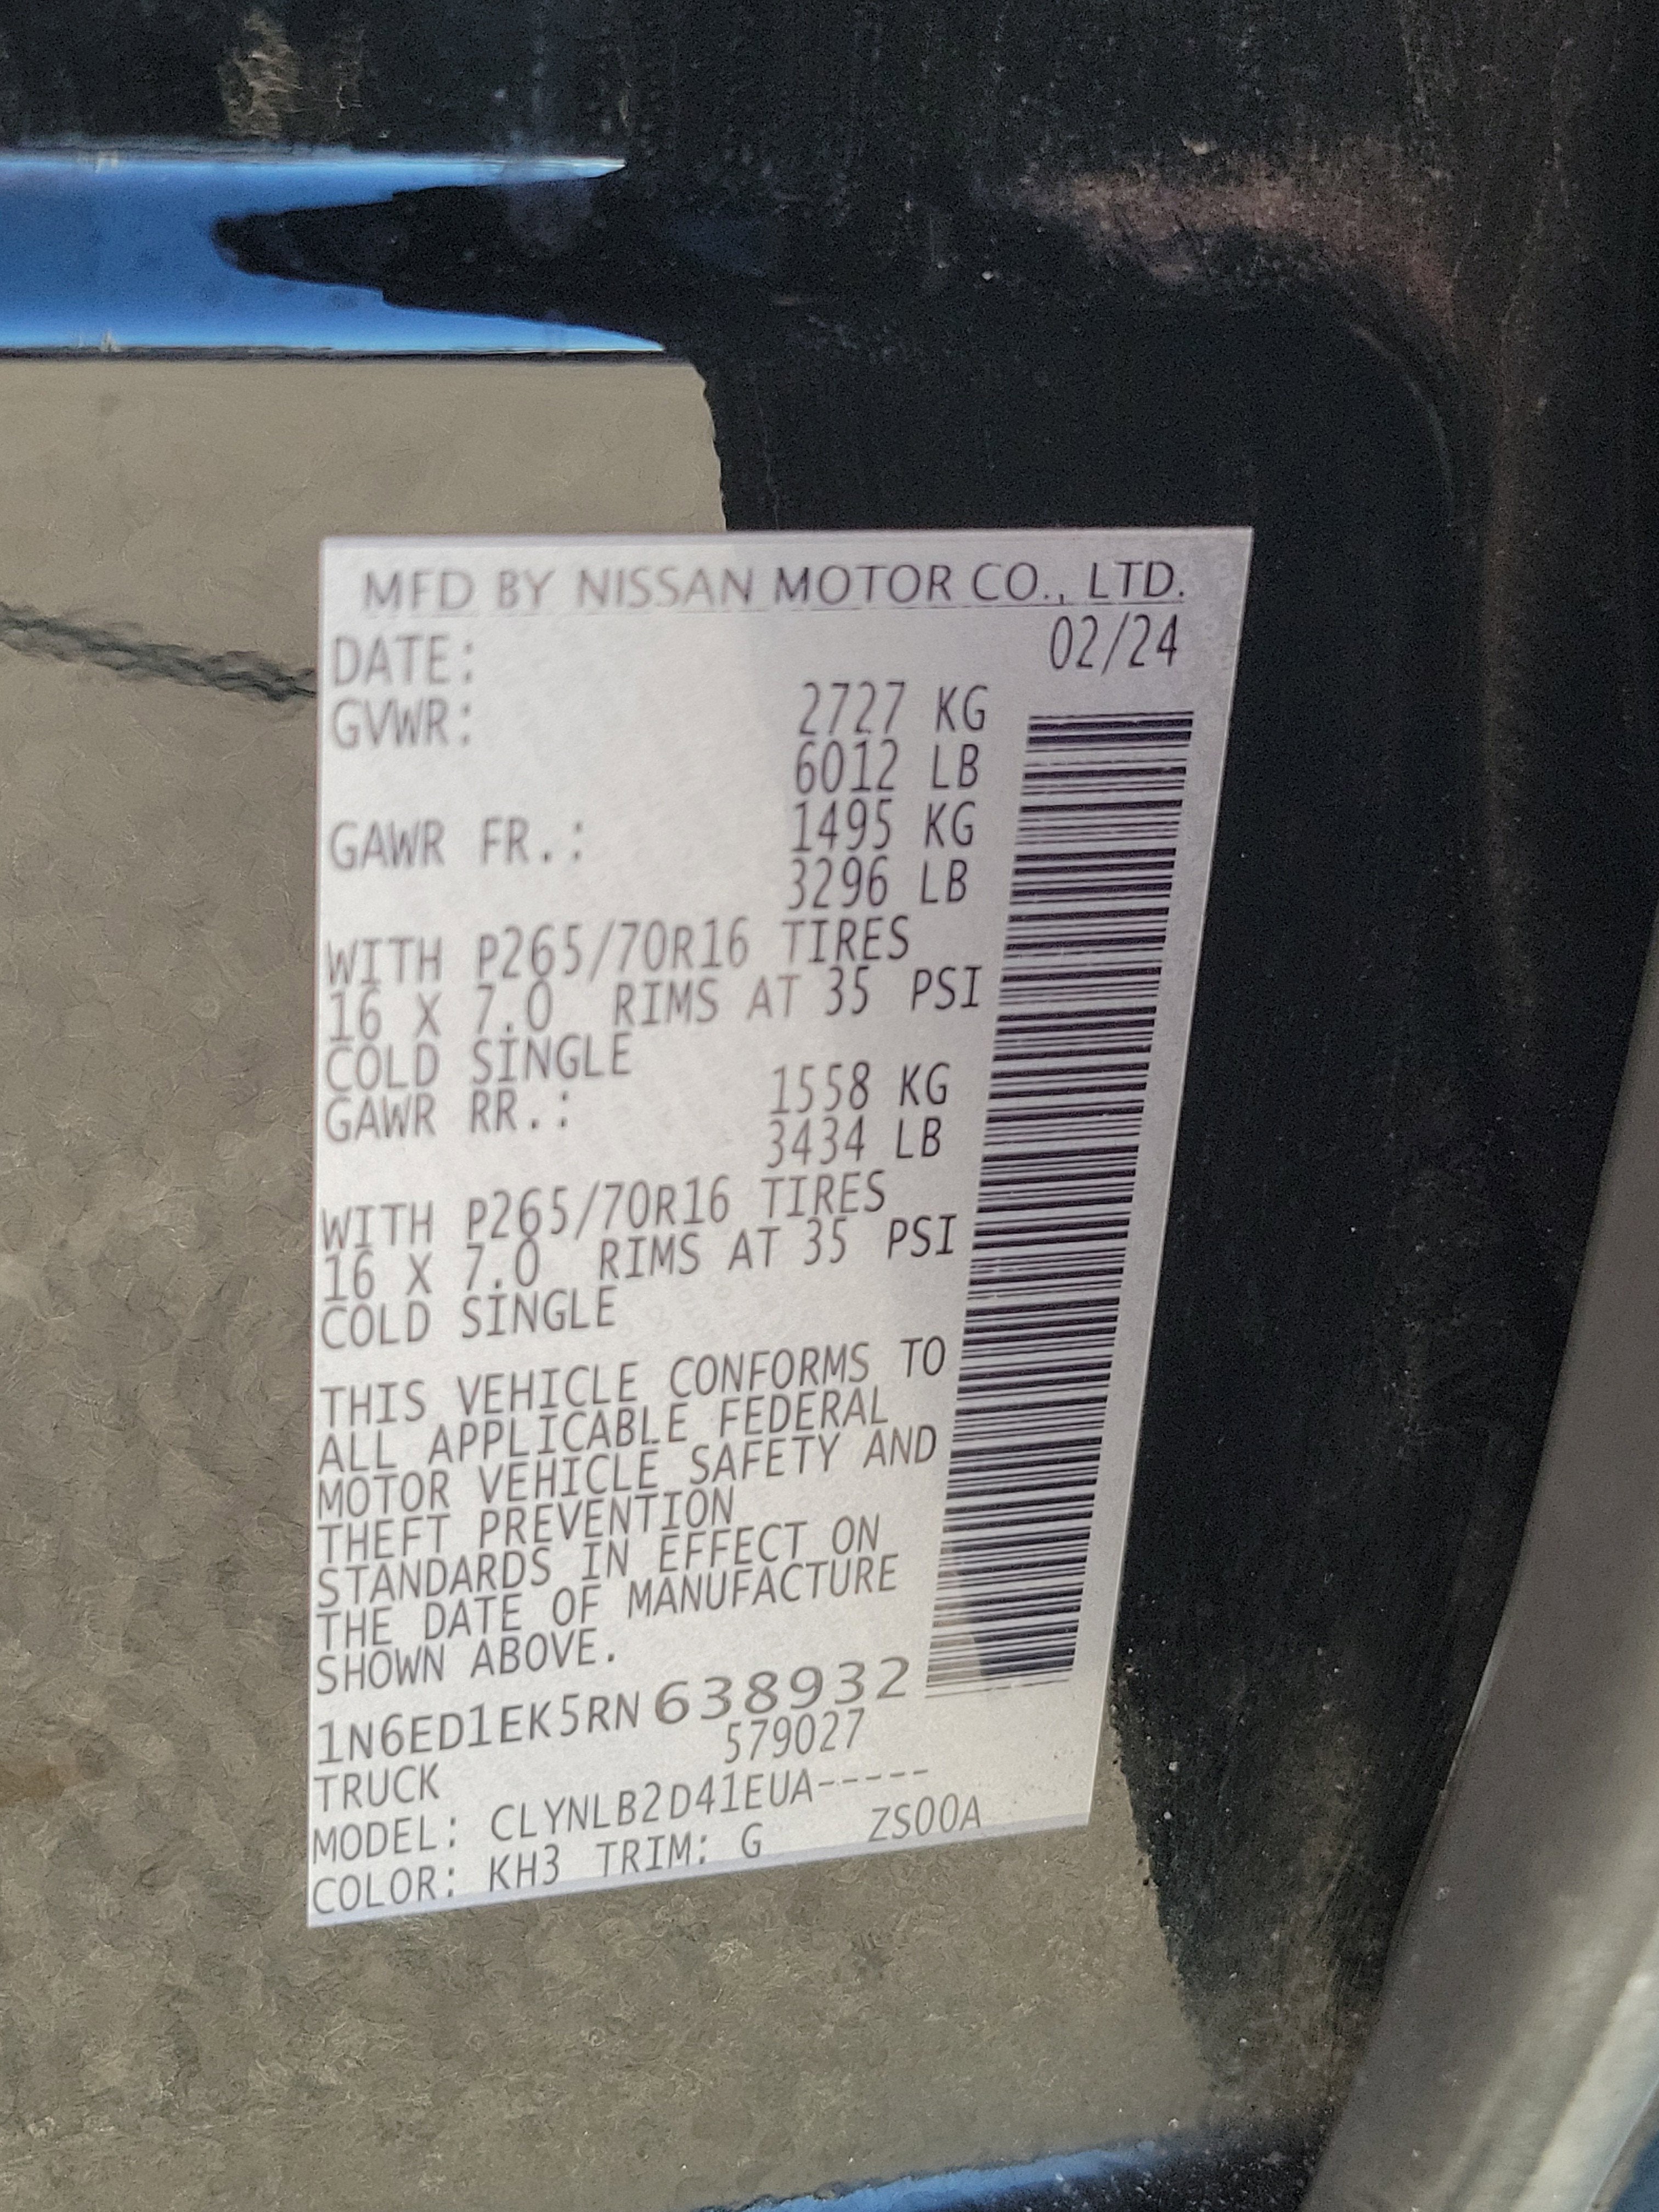 MFD BY NISSAN MOTOR CO., LTD.
DATE: 02/24
GVWR: 2727 KG
6012 LB
GAWR FR.: 1495 KG
3296 LB
WITH P265/70R16 TIRES
16 X 7.0 RIMS AT 35 PSI
COLD SINGLE
GAWR RR.: 1558 KG
3434 LB
WITH P265/70R16 TIRES
16 X 7.0 RIMS AT 35 PSI
COLD SINGLE
THIS VEHICLE CONFORMS TO
ALL APPLICABLE FEDERAL
MOTOR VEHICLE SAFETY AND
THEFT PREVENTION
STANDARDS IN EFFECT ON
THE DATE OF MANUFACTURE
SHOWN ABOVE.
1N6ED1EK5RN638932
TRUCK 579027
MODEL: CLYNLB2D41EUA-----
COLOR: KH3 TRIM: G ZS00A